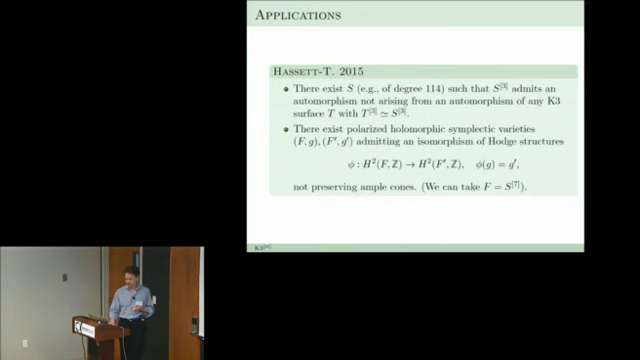 APPLICATIONS
HASSETT-T. 2015
• There exist S (e.g., of degree 114) such that S^[3] admits an
automorphism not arising from an automorphism of any K3
surface T with T^[3] ≃ S^[3].
• There exist polarized holomorphic symplectic varieties
(F, g), (F′, g′) admitting an isomorphism of Hodge structures
ϕ : H²(F, ℤ) → H²(F′, ℤ), ϕ(g) = g′,
not preserving ample cones. (We can take F = S^[7]).